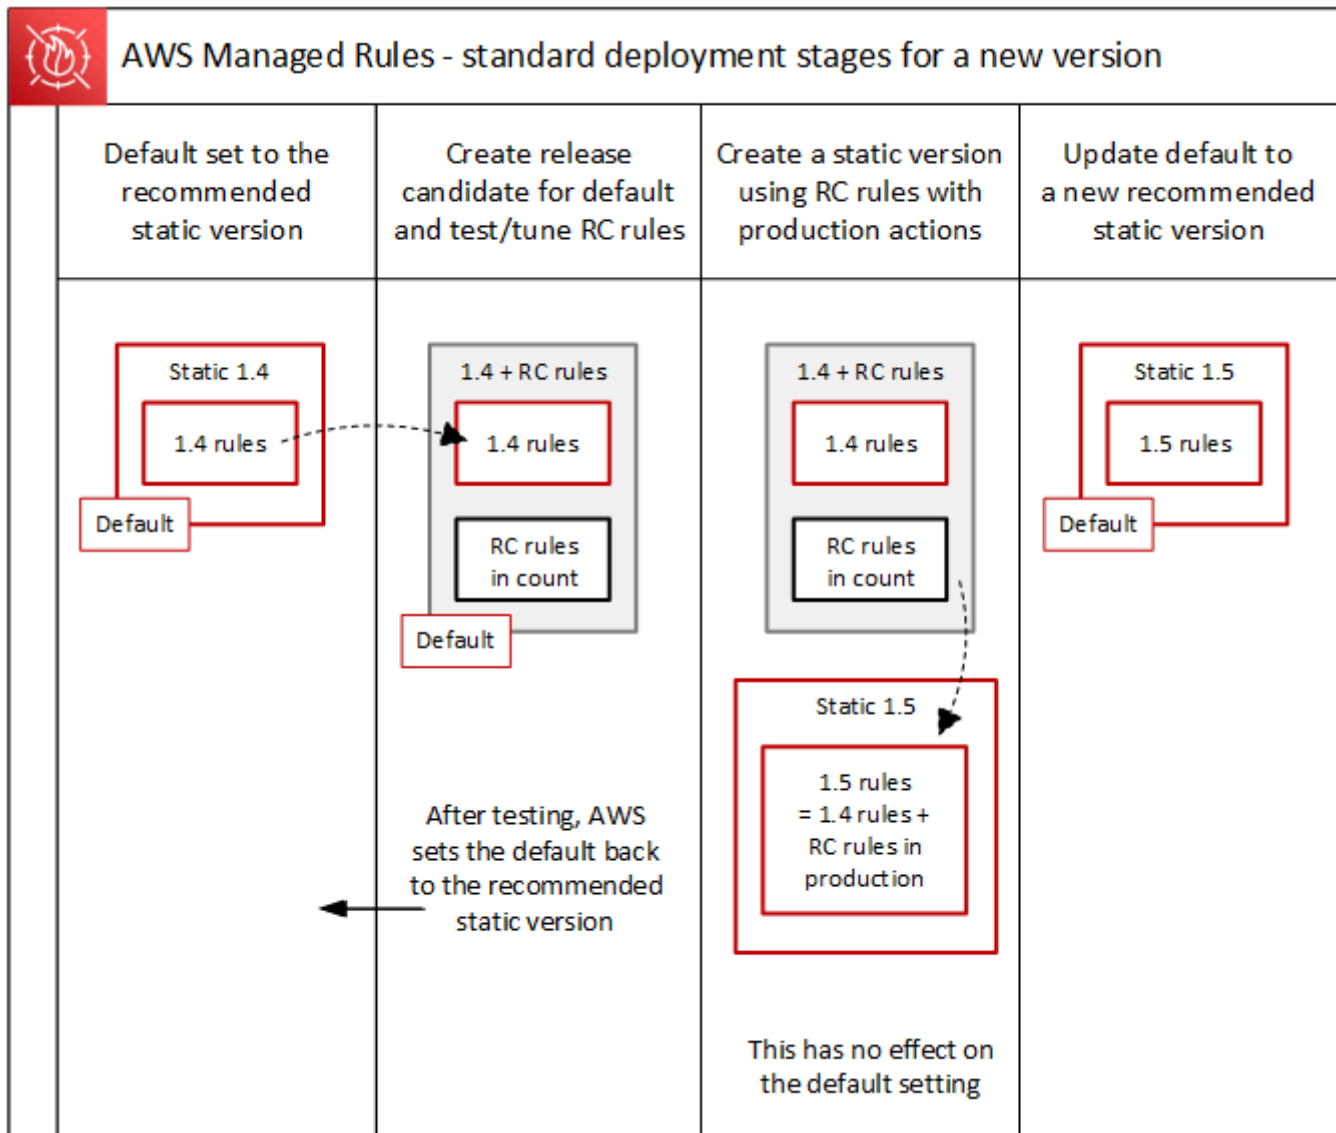 AWS Managed Rules - standard deployment stages for a new version
Default set to the
recommended
static version
Create release
candidate for default
and test/tune RC rules
Create a static version
using RC rules with
production actions
Update default to
a new recommended
static version
Static 1.4
1.4 rules
Default
1.4 + RC rules
1.4 rules
RC rules
in count
Default
After testing, AWS
sets the default back
to the recommended
static version
1.4 + RC rules
1.4 rules
RC rules
in count
Static 1.5
1.5 rules
= 1.4 rules +
RC rules in
production
This has no effect on
the default setting
Static 1.5
1.5 rules
Default